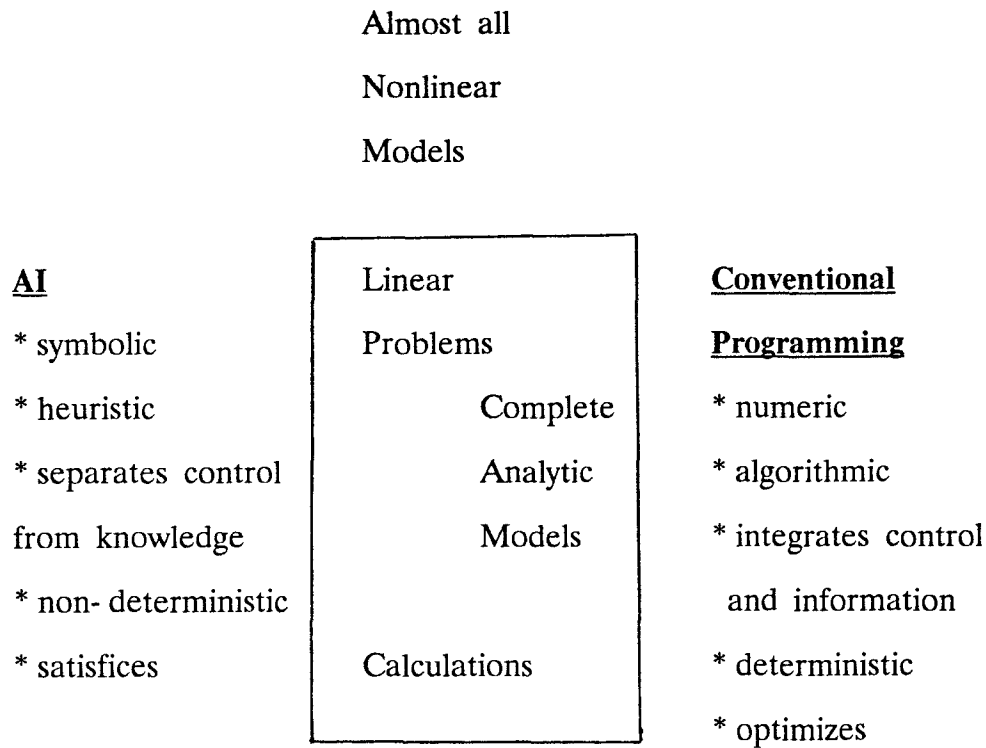 Almost all
Nonlinear
Models
AI
* symbolic
* heuristic
* separates control
from knowledge
* non- deterministic
* satisfices
Linear
Problems
Complete
Analytic
Models
Calculations
Conventional
Programming
* numeric
* algorithmic
* integrates control
and information
* deterministic
* optimizes